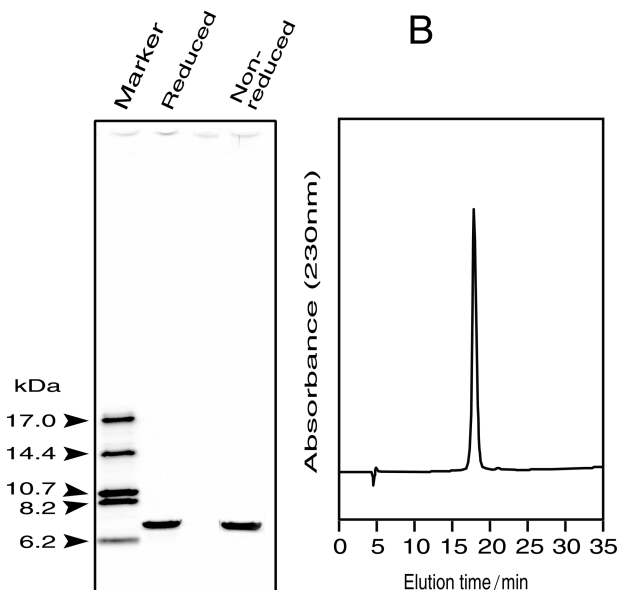 B
Marker
Reduced
Non-
reduced
kDa
17.0
14.4
10.7
8.2
6.2
Absorbance (230nm)
0 5 10 15 20 25 30 35
Elution time/min